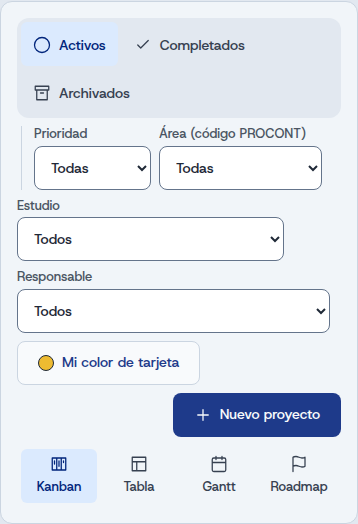 Activos
Completados
Archivados
Prioridad
Área (código PROCONT)
Todas
Todas
Estudio
Todos
Responsable
Todos
Mi color de tarjeta
Nuevo proyecto
Kanban
Tabla
Gantt
Roadmap